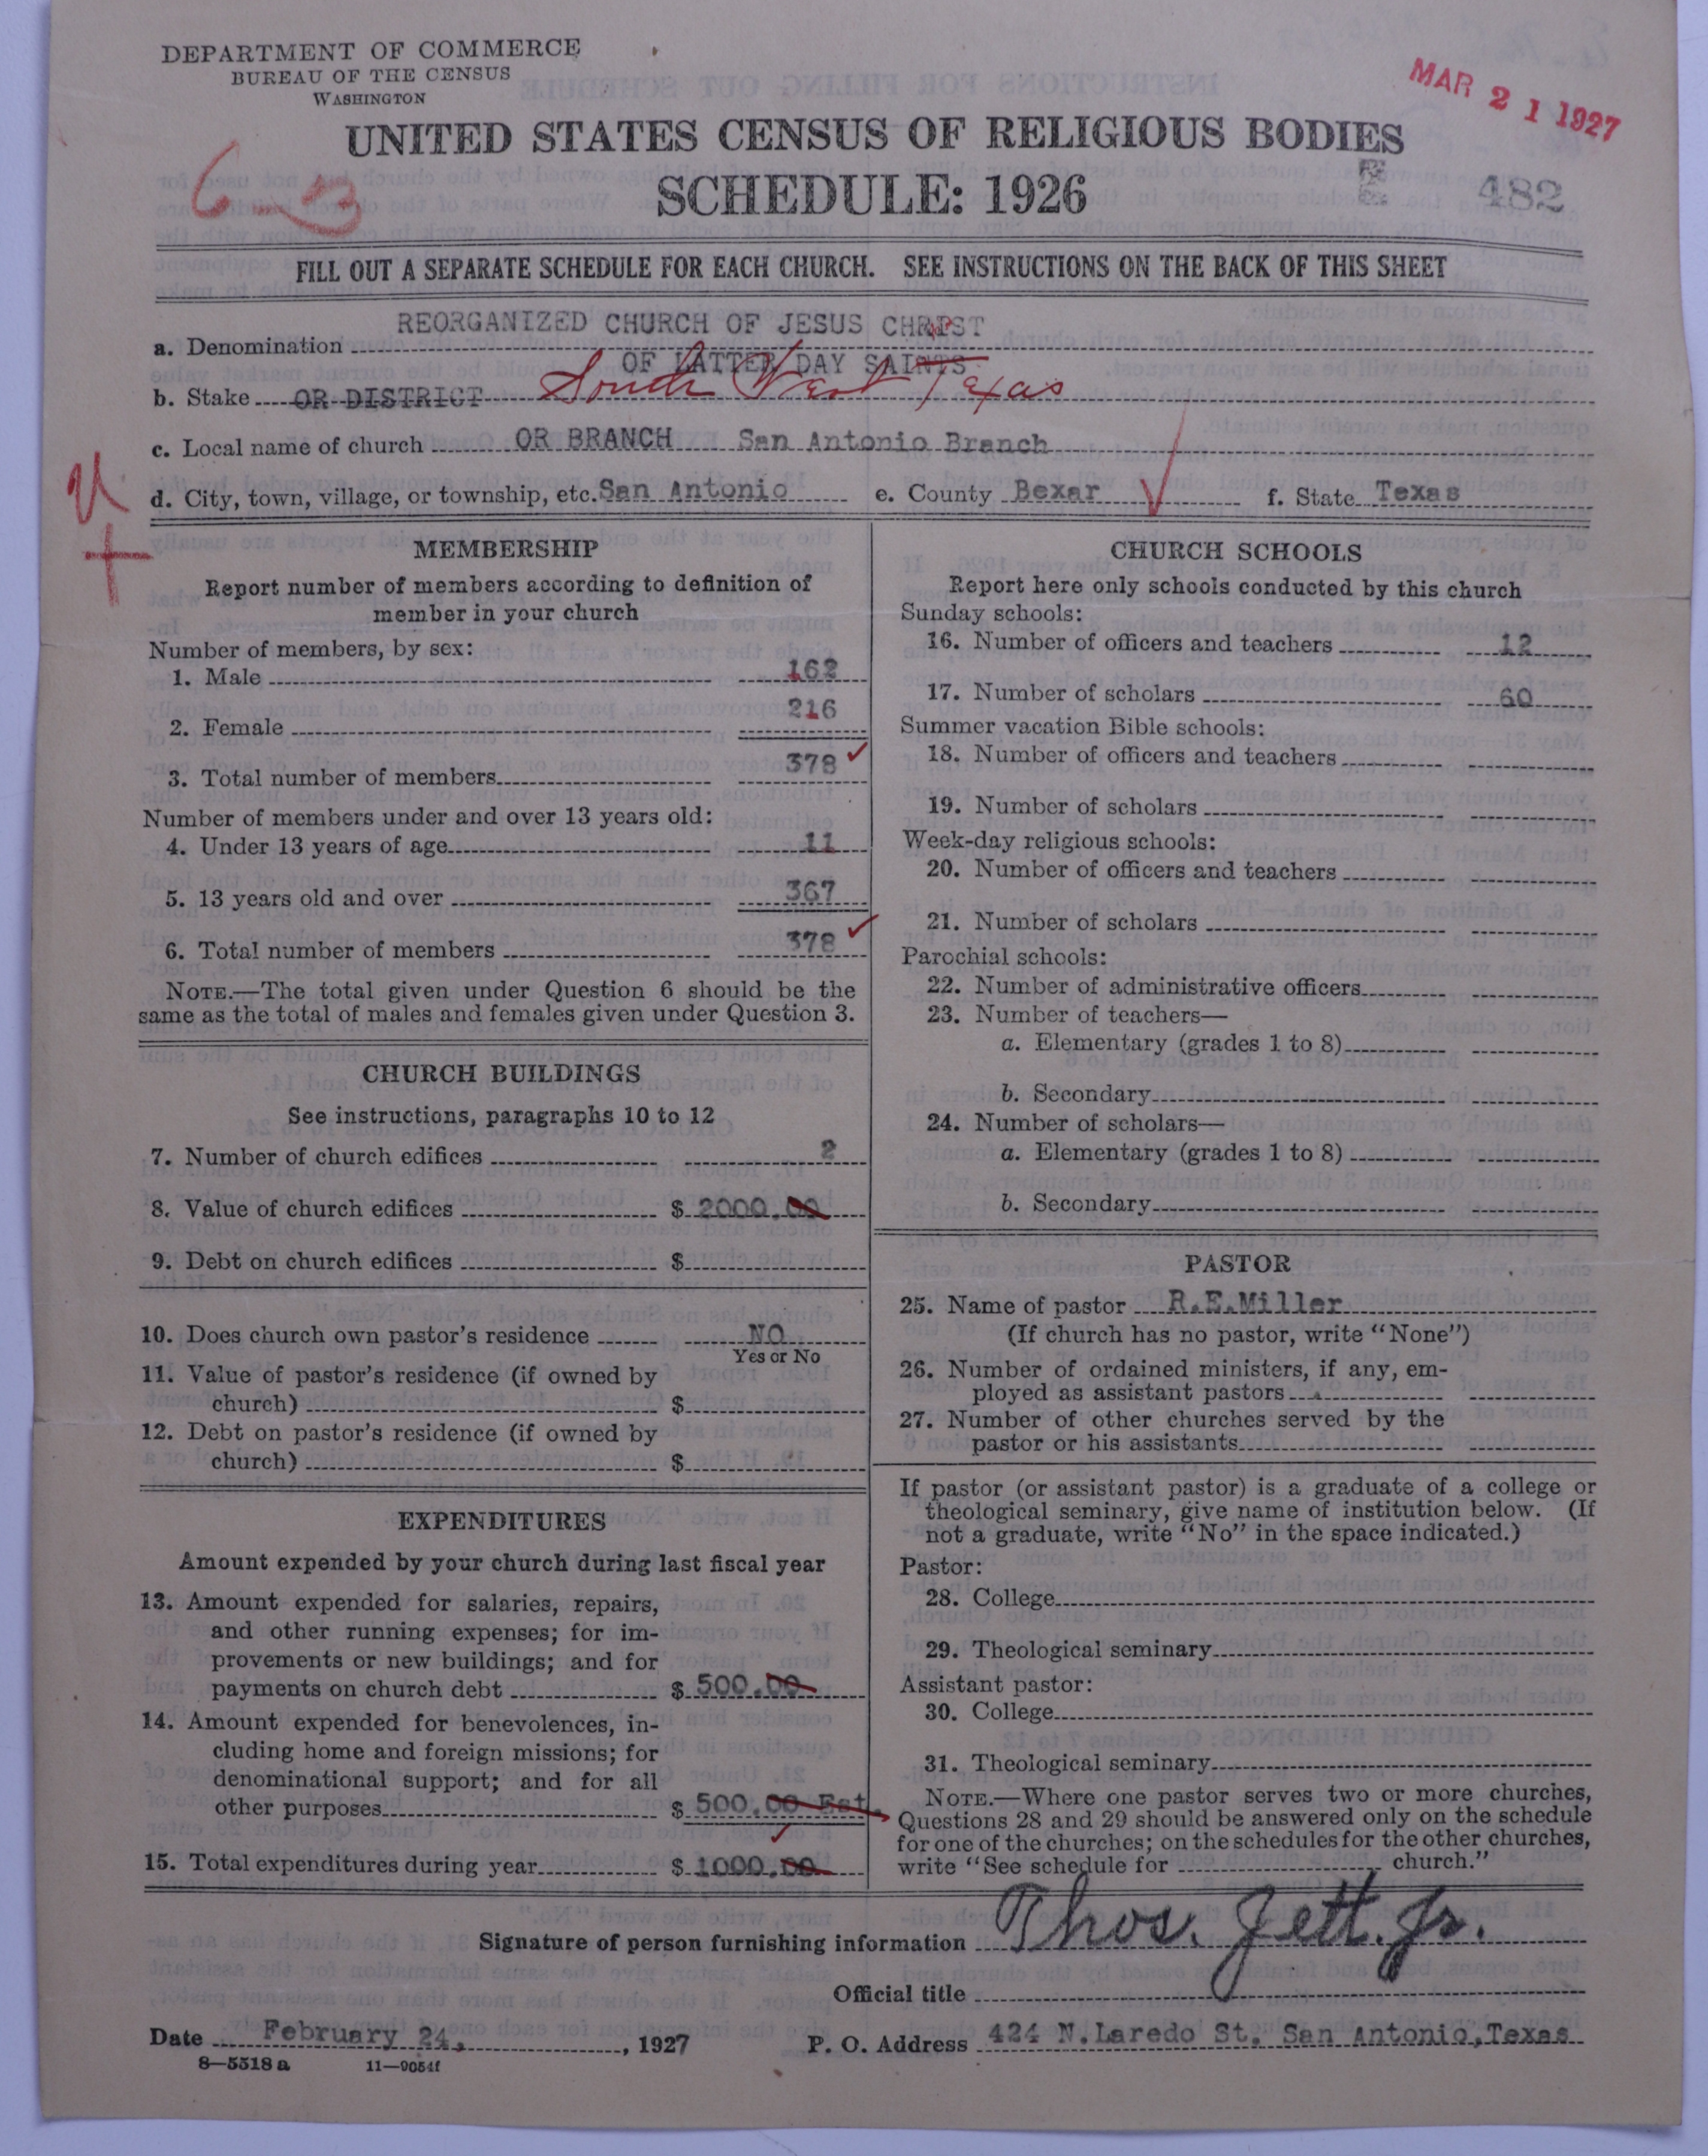 DEPARTMENT OF COMMERCE
BUREAU OF THE CENSUS
WASHINGTON
MAR 21 1927
UNITED STATES CENSUS OF RELIGIOUS BODIES
SCHEDULE: 1926
482
FILL OUT A SEPARATE SCHEDULE FOR EACH CHURCH. SEE INSTRUCTIONS ON THE BACK OF THIS SHEET
REORGANIZED CHURCH OF JESUS CHRIST
a. Denomination
OF LATTER DAY SAINTS
b. Stake OR DISTRICT South West Texas
c. Local name of church OR BRANCH San Antonio Branch
d. City, town, village, or township, etc. San Antonio e. County Bexar f. State Texas
MEMBERSHIP
Report number of members according to definition of
member in your church
Number of members, by sex:
1. Male 162
2. Female 216
3. Total number of members 378
Number of members under and over 13 years old:
4. Under 13 years of age 11
5. 13 years old and over 367
6. Total number of members 378
NOTE.—The total given under Question 6 should be the
same as the total of males and females given under Question 3.
CHURCH BUILDINGS
See instructions, paragraphs 10 to 12
7. Number of church edifices 2
8. Value of church edifices $ 2000.00
9. Debt on church edifices $
10. Does church own pastor's residence NO
Yes or No
11. Value of pastor's residence (if owned by
church) $
12. Debt on pastor's residence (if owned by
church) $
EXPENDITURES
Amount expended by your church during last fiscal year
13. Amount expended for salaries, repairs,
and other running expenses; for im-
provements or new buildings; and for
payments on church debt $ 500.00
14. Amount expended for benevolences, in-
cluding home and foreign missions; for
denominational support; and for all
other purposes $ 500.00 Est.
15. Total expenditures during year $ 1000.00
CHURCH SCHOOLS
Report here only schools conducted by this church
Sunday schools:
16. Number of officers and teachers 12
17. Number of scholars 60
Summer vacation Bible schools:
18. Number of officers and teachers
19. Number of scholars
Week-day religious schools:
20. Number of officers and teachers
21. Number of scholars
Parochial schools:
22. Number of administrative officers
23. Number of teachers—
a. Elementary (grades 1 to 8)
b. Secondary
24. Number of scholars—
a. Elementary (grades 1 to 8)
b. Secondary
PASTOR
25. Name of pastor R.E.Miller
(If church has no pastor, write "None")
26. Number of ordained ministers, if any, em-
ployed as assistant pastors
27. Number of other churches served by the
pastor or his assistants
If pastor (or assistant pastor) is a graduate of a college or
theological seminary, give name of institution below. (If
not a graduate, write "No" in the space indicated.)
Pastor:
28. College
29. Theological seminary
Assistant pastor:
30. College
31. Theological seminary
NOTE.—Where one pastor serves two or more churches,
Questions 28 and 29 should be answered only on the schedule
for one of the churches; on the schedules for the other churches,
write "See schedule for church."
Signature of person furnishing information Thos. Jett. Jr.
Official title
Date February 24, , 1927 P. O. Address 424 N.Laredo St. San Antonio,Texas
8—5518 a 11—9054f